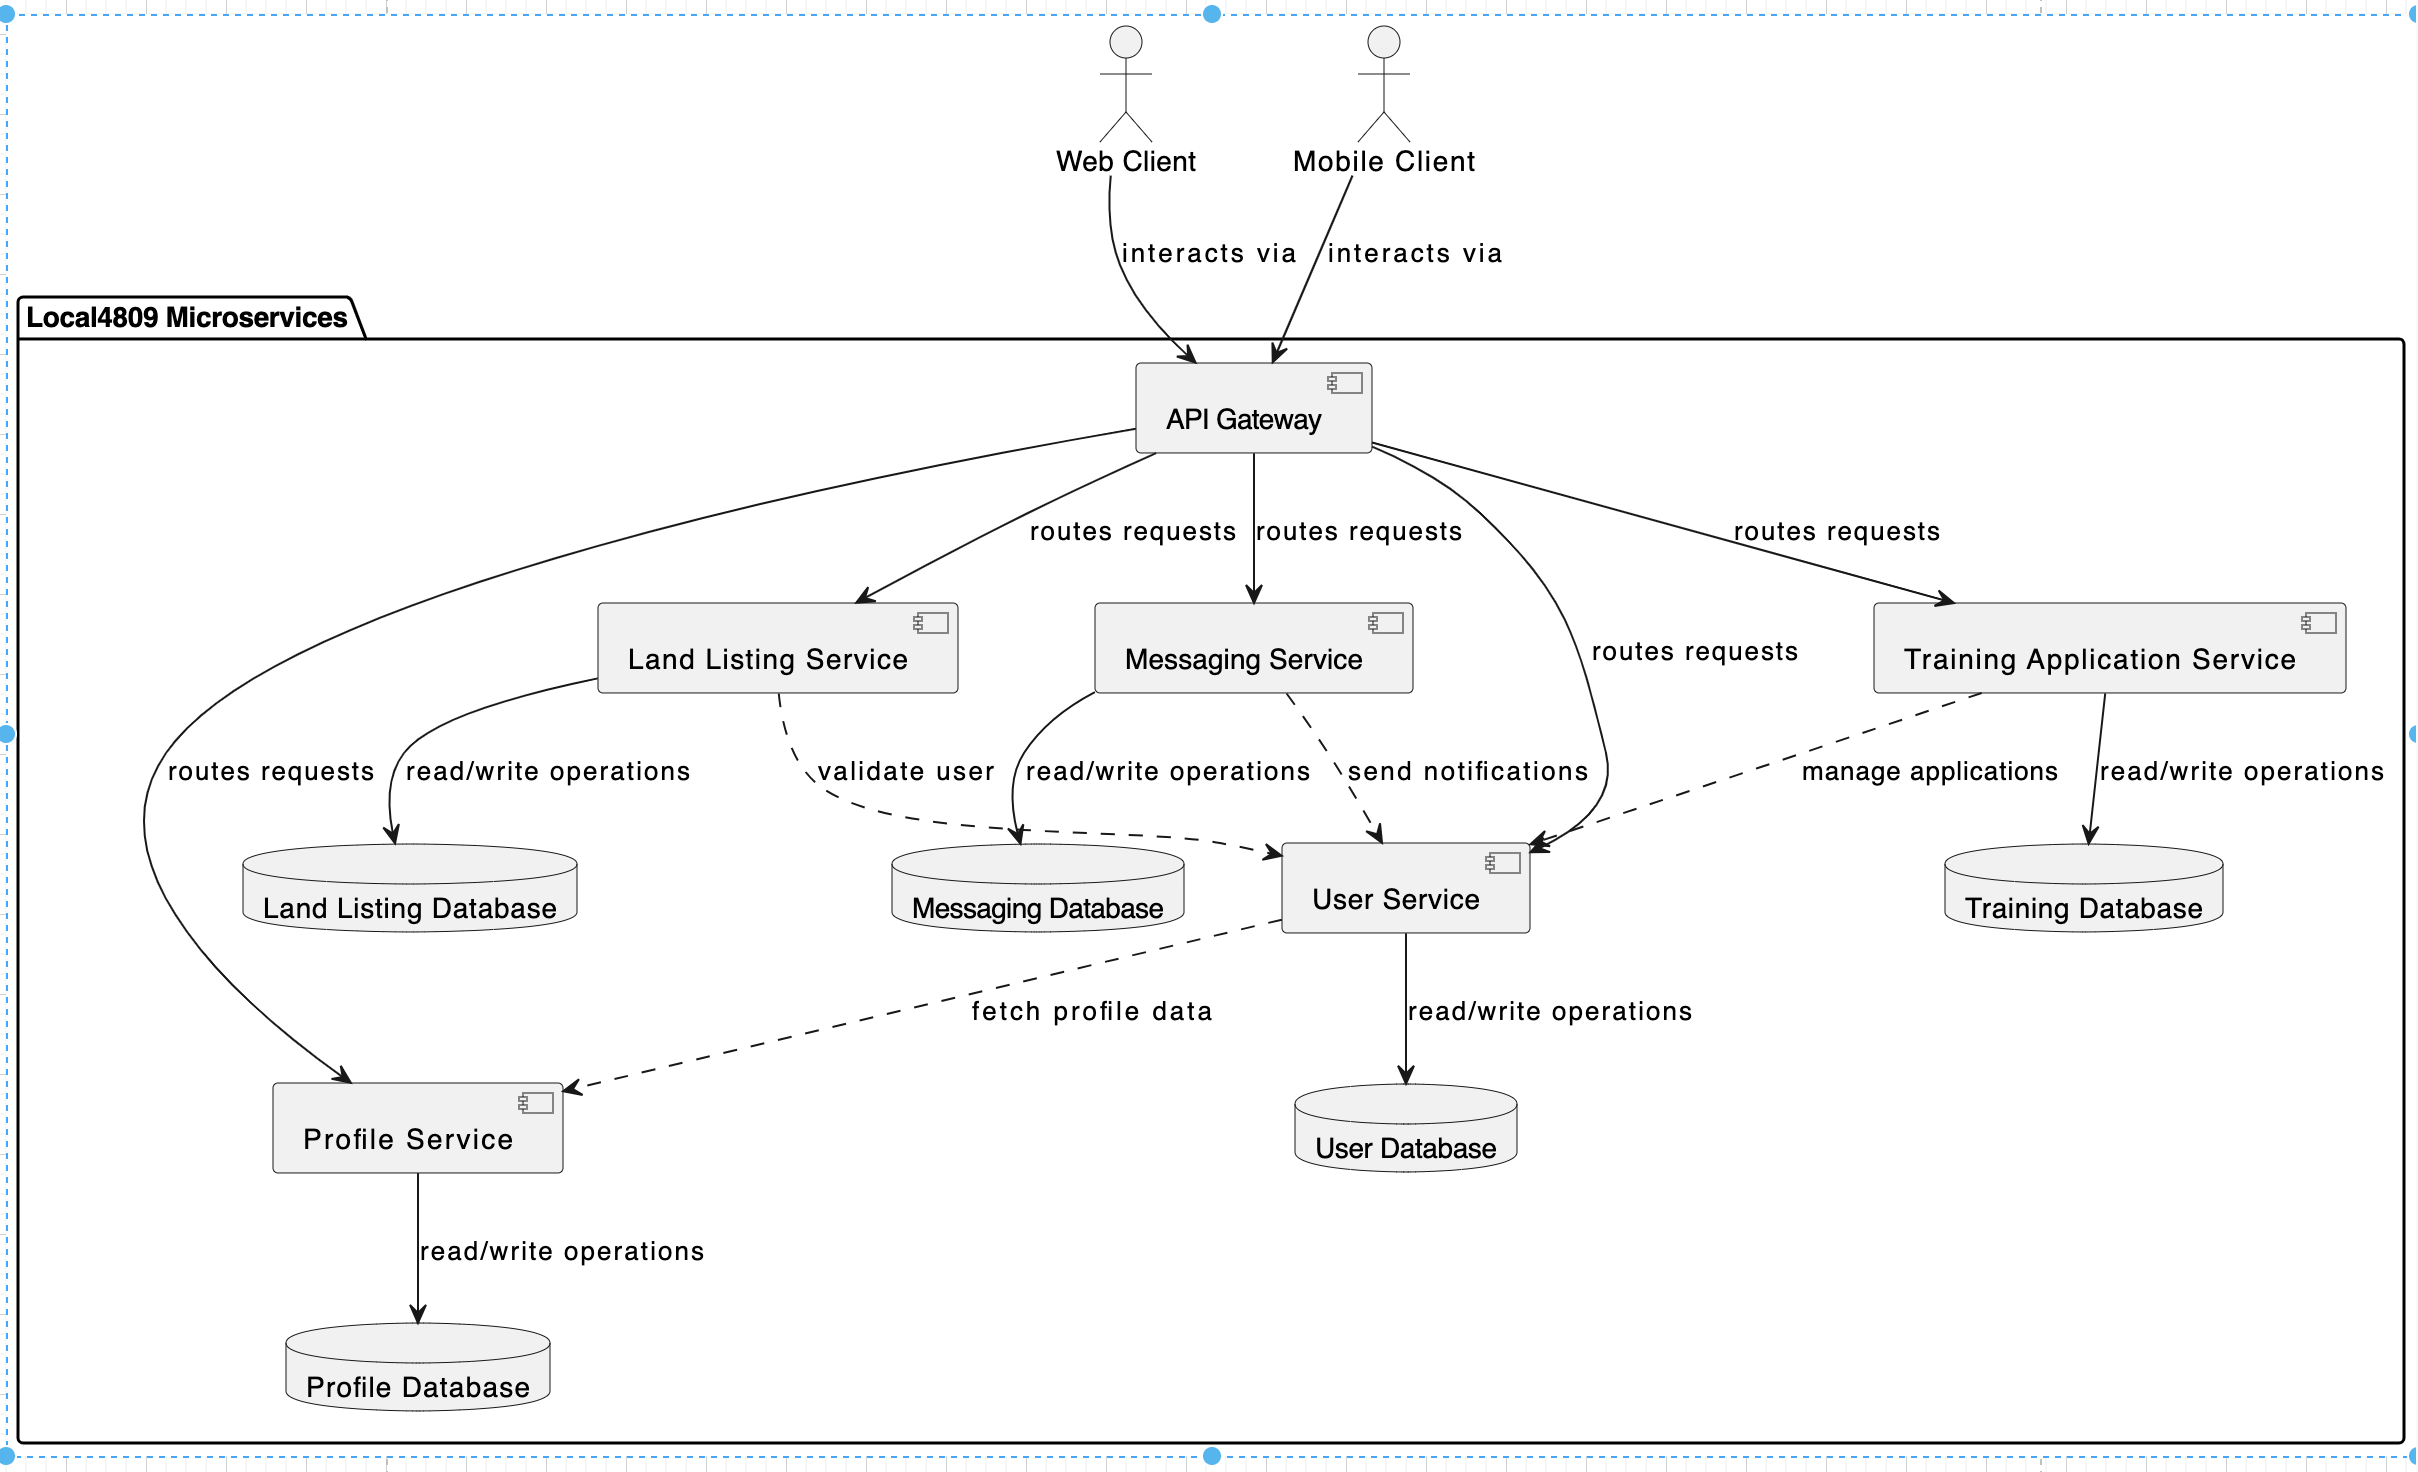 Web Client
Mobile Client
interacts via
interacts via
Local4809 Microservices
API Gateway
routes requests
routes requests
routes requests
Land Listing Service
Messaging Service
routes requests
Training Application Service
routes requests
read/write operations
validate user
read/write operations
send notifications
manage applications
read/write operations
Land Listing Database
Messaging Database
User Service
Training Database
fetch profile data
read/write operations
Profile Service
User Database
read/write operations
Profile Database